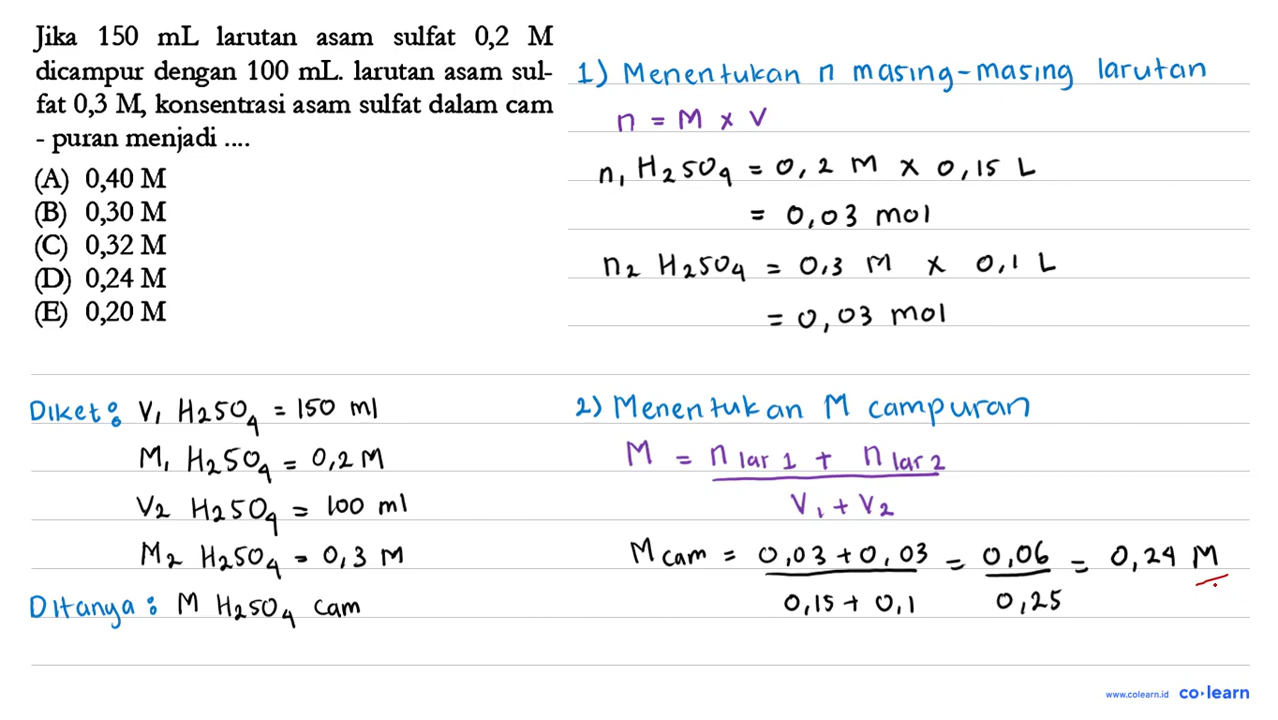 Jika 150 mL larutan asam sulfat 0,2 M
dicampur dengan 100 mL. larutan asam sul-
fat 0,3 M, konsentrasi asam sulfat dalam cam
- puran menjadi ....
(A) 0,40 M
(B) 0,30 M
(C) 0,32 M
(D) 0,24 M
(E) 0,20 M
Diket : V₁ H₂SO₄ = 150 ml
M₁ H₂SO₄ = 0,2 M
V₂ H₂SO₄ = 100 ml
M₂ H₂SO₄ = 0,3 M
Ditanya : M H₂SO₄ cam
1) Menentukan n masing-masing larutan
n = M x V
n₁ H₂SO₄ = 0,2 M x 0,15 L
= 0,03 mol
n₂ H₂SO₄ = 0,3 M x 0,1 L
= 0,03 mol
2) Menentukan M campuran
M = n lar 1 + n lar 2
V₁ + V₂
M cam = 0,03 + 0,03 = 0,06 = 0,24 M
0,15 + 0,1 0,25
www.colearn.id co·learn